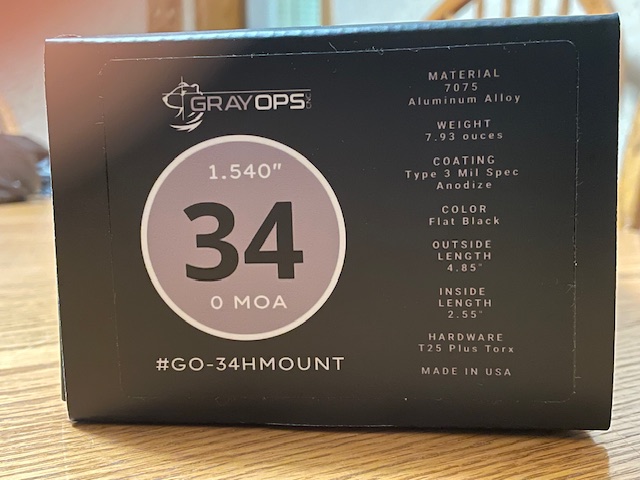 GRAYOPS
CNC
1.540"
34
0 MOA
#GO-34HMOUNT
MATERIAL
7075
Aluminum Alloy
WEIGHT
7.93 ouces
COATING
Type 3 Mil Spec
Anodize
COLOR
Flat Black
OUTSIDE
LENGTH
4.85"
INSIDE
LENGTH
2.55"
HARDWARE
T25 Plus Torx
MADE IN USA